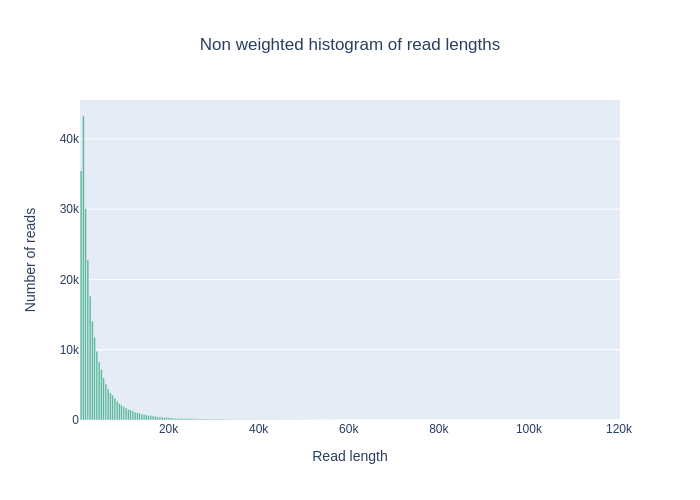 Non weighted histogram of read lengths
40k
30k
20k
10k
0
Number of reads
20k
40k
60k
80k
100k
120k
Read length